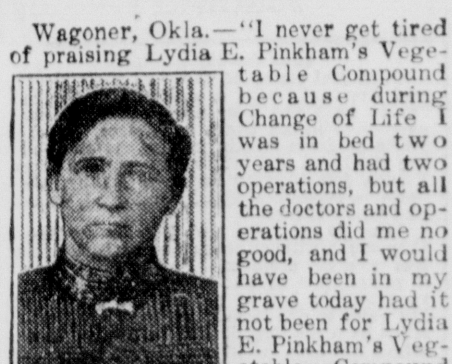 Wagoner, Okla.—"I never get tired
of praising Lydia E. Pinkham's Vege-
table Compound
because during
Change of Life I
was in bed two
years and had two
operations, but all
the doctors and op-
erations did me no
good, and I would
have been in my
grave today had it
not been for Lydia
E. Pinkham's Veg-